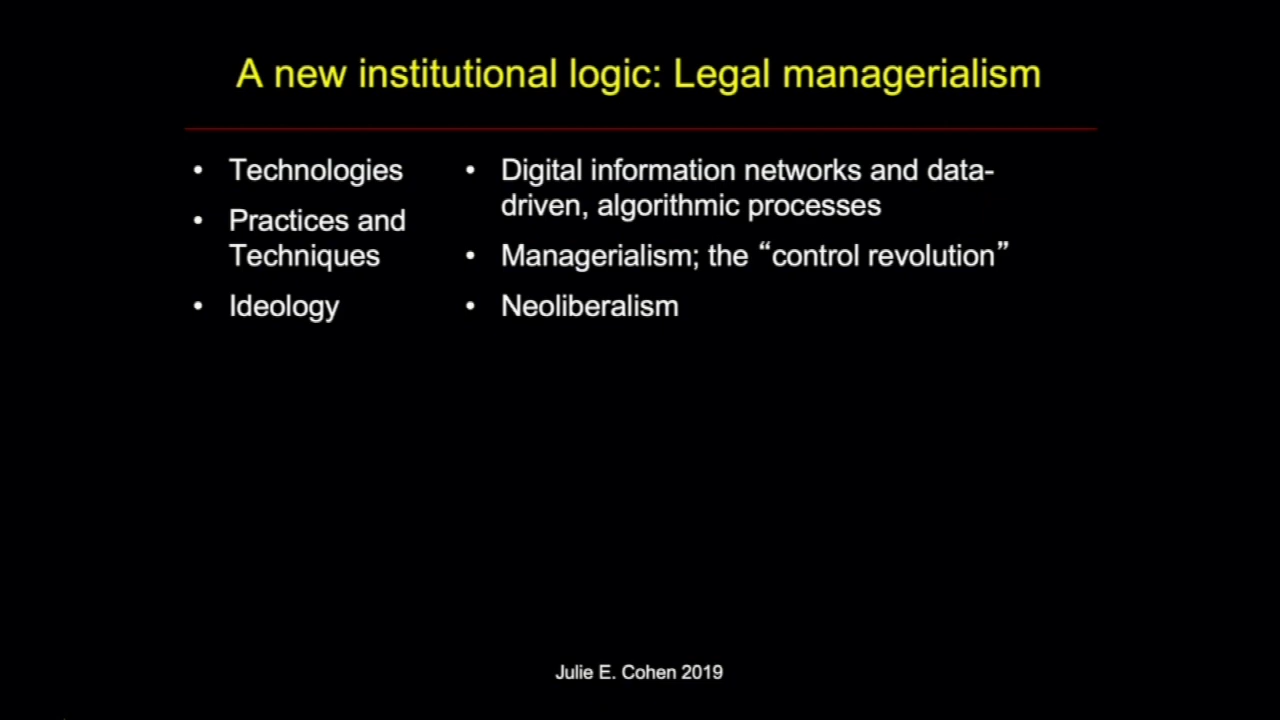 A new institutional logic: Legal managerialism
• Technologies
• Practices and
Techniques
• Ideology
• Digital information networks and data-
driven, algorithmic processes
• Managerialism; the “control revolution”
• Neoliberalism
Julie E. Cohen 2019